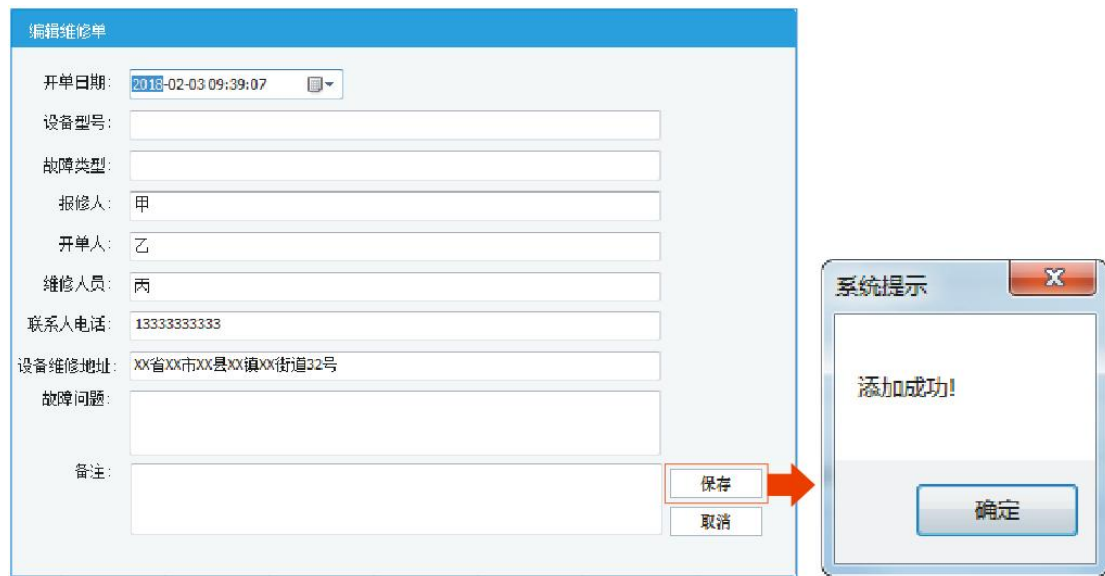 编辑维修单
开单日期: 2018-02-03 09:39:07
设备型号:
故障类型:
报修人: 甲
开单人: 乙
维修人员: 丙
联系人电话: 13333333333
设备维修地址: XX省XX市XX县XX镇XX街道32号
故障问题:
备注:
保存
取消
系统提示
添加成功!
确定